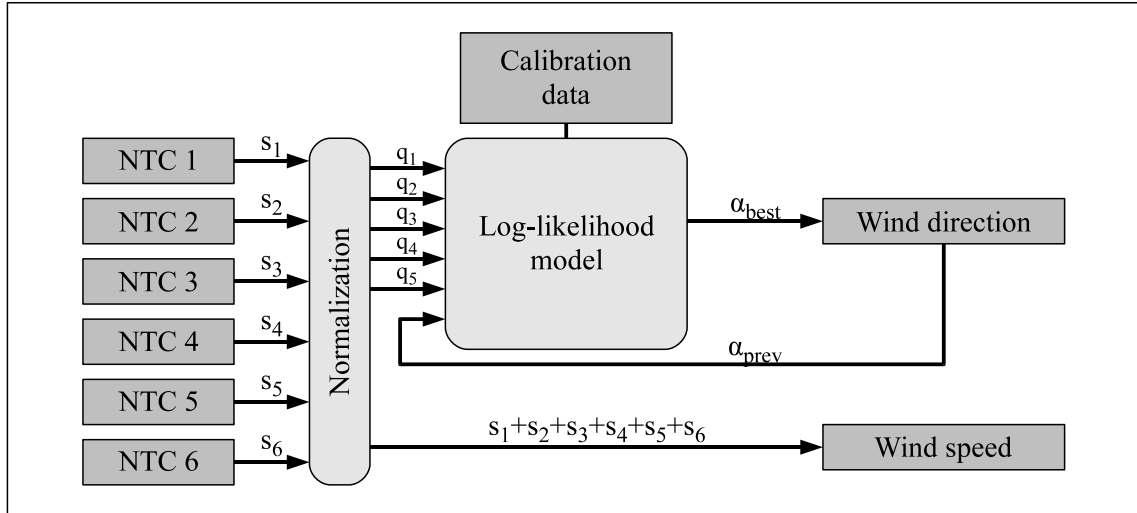 Calibration
data
NTC 1
s₁
NTC 2
s₂
NTC 3
s₃
NTC 4
s₄
NTC 5
s₅
NTC 6
s₆
Normalization
q₁
q₂
q₃
q₄
q₅
Log-likelihood
model
α_best
Wind direction
α_prev
s₁+s₂+s₃+s₄+s₅+s₆
Wind speed